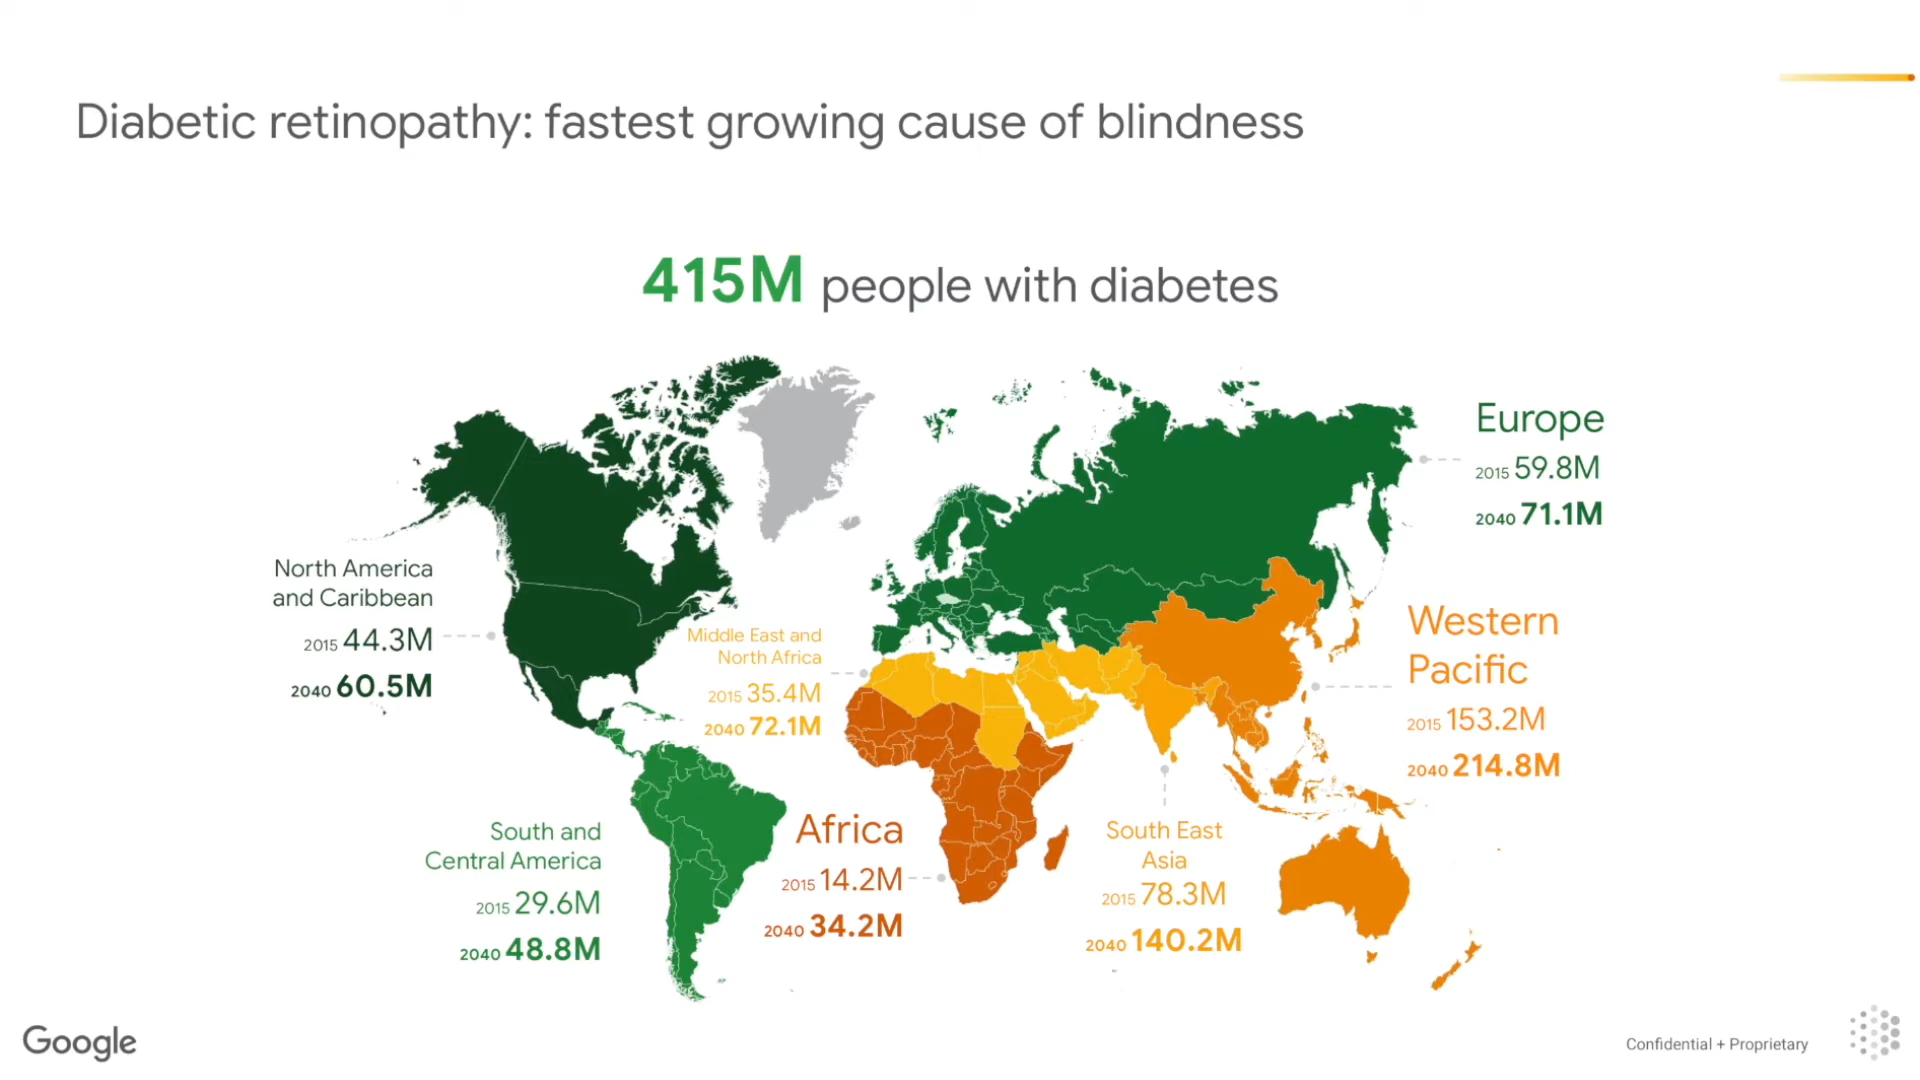 Diabetic retinopathy: fastest growing cause of blindness
415M people with diabetes
Europe
2015 59.8M
2040 71.1M
North America
and Caribbean
2015 44.3M
2040 60.5M
Middle East and
North Africa
2015 35.4M
2040 72.1M
Western
Pacific
2015 153.2M
2040 214.8M
South and
Central America
2015 29.6M
2040 48.8M
Africa
2015 14.2M
2040 34.2M
South East
Asia
2015 78.3M
2040 140.2M
Google
Confidential + Proprietary